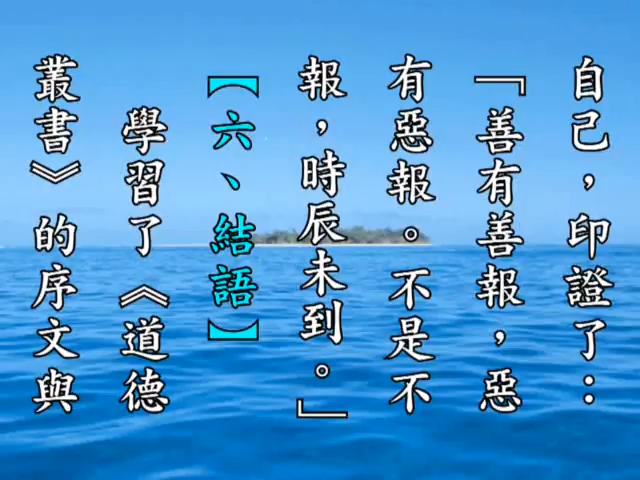 自己，印證了：
「善有善報，惡
有惡報。不是不
報，時辰未到。」
【六、結語】
學習了《道德
叢書》的序文與